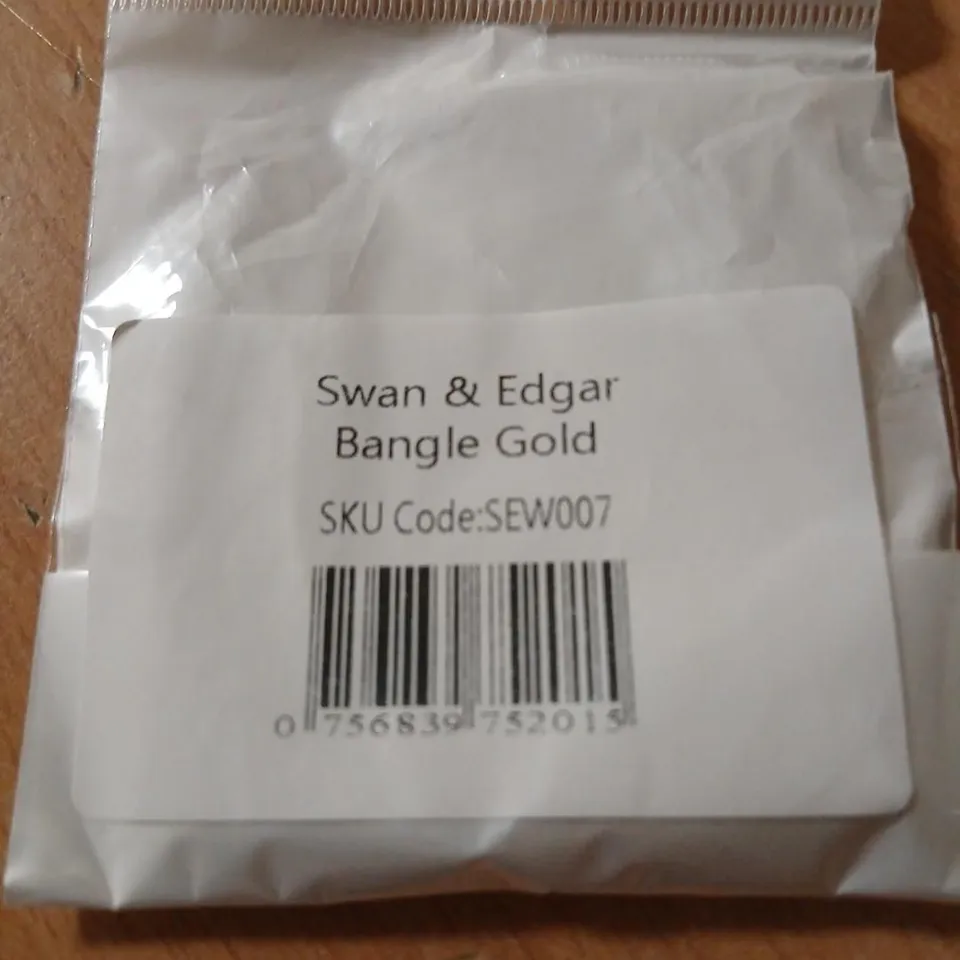 Swan & Edgar
Bangle Gold
SKU Code:SEW007
0 756839 752015